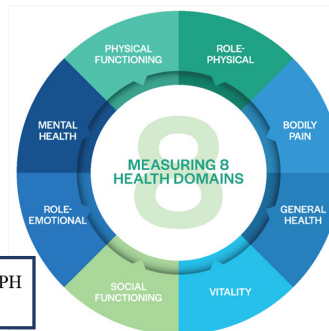 PHYSICAL
FUNCTIONING
ROLE-
PHYSICAL
BODILY
PAIN
GENERAL
HEALTH
VITALITY
SOCIAL
FUNCTIONING
ROLE-
EMOTIONAL
MENTAL
HEALTH
8
MEASURING 8
HEALTH DOMAINS
PH